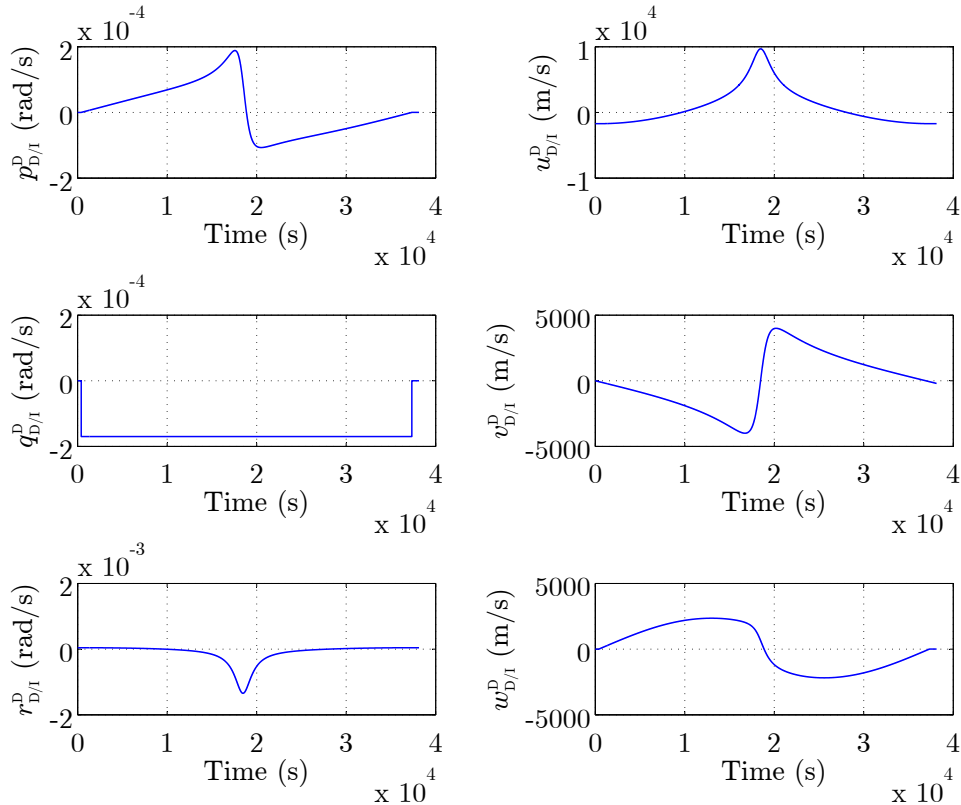 x 10^-4
2
0
-2
p^D_D/I (rad/s)
0 1 2 3 4
Time (s)
x 10^4
x 10^4
1
0
-1
u^D_D/I (m/s)
0 1 2 3 4
Time (s)
x 10^4
x 10^-4
2
0
-2
q^D_D/I (rad/s)
0 1 2 3 4
Time (s)
x 10^4
5000
0
-5000
v^D_D/I (m/s)
0 1 2 3 4
Time (s)
x 10^4
x 10^-3
2
0
-2
r^D_D/I (rad/s)
0 1 2 3 4
Time (s)
x 10^4
5000
0
-5000
w^D_D/I (m/s)
0 1 2 3 4
Time (s)
x 10^4